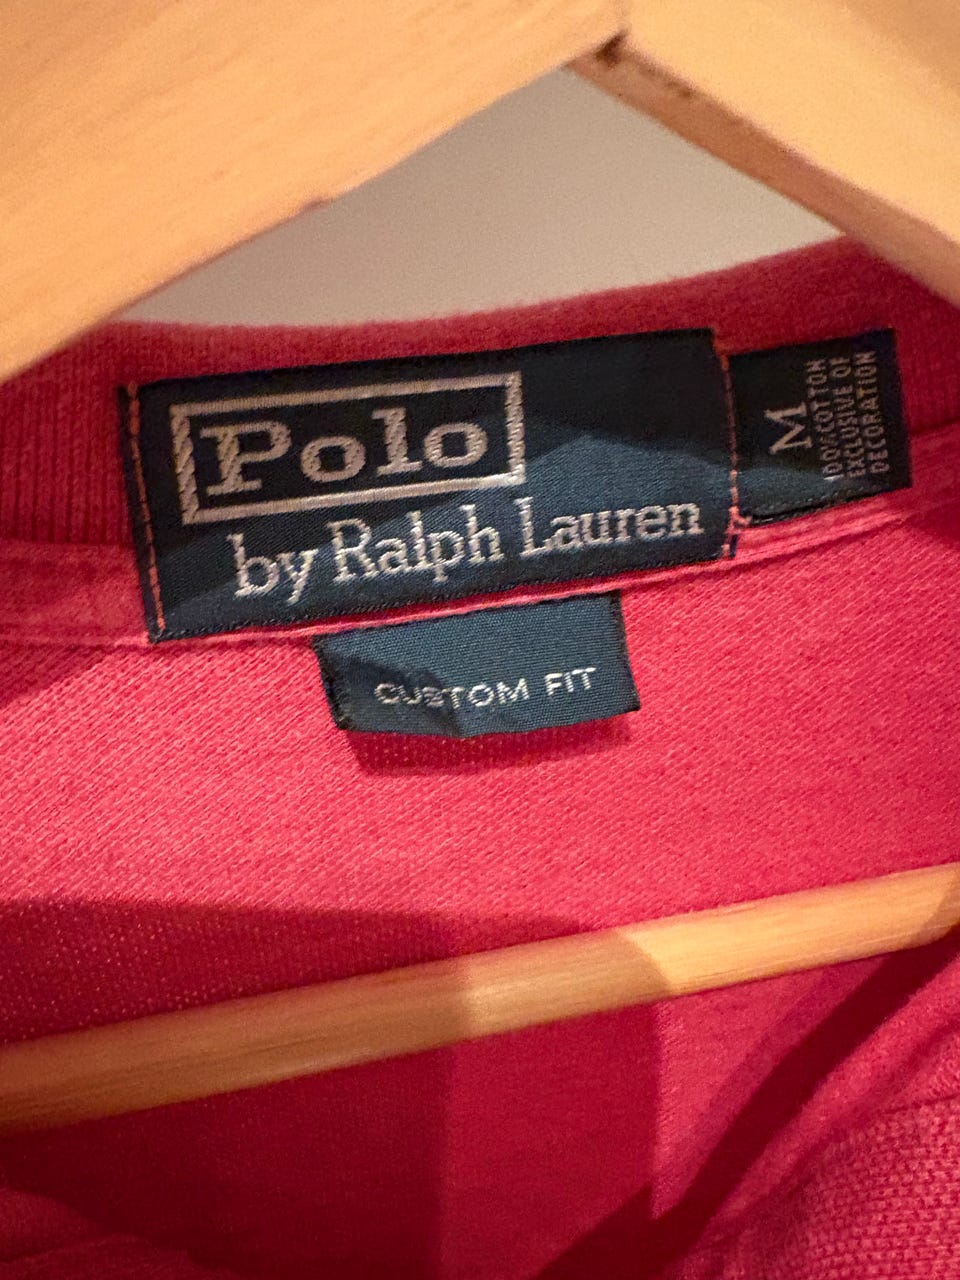 Polo
by Ralph Lauren
M
100%COTTON
EXCLUSIVE OF
DECORATION
CUSTOM FIT